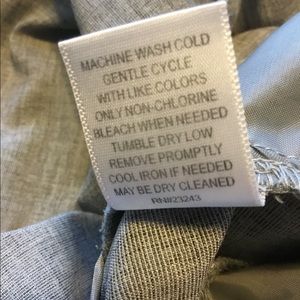 MACHINE WASH COLD
GENTLE CYCLE
WITH LIKE COLORS
ONLY NON-CHLORINE
BLEACH WHEN NEEDED
TUMBLE DRY LOW
REMOVE PROMPTLY
COOL IRON IF NEEDED
MAY BE DRY CLEANED
RN#23243